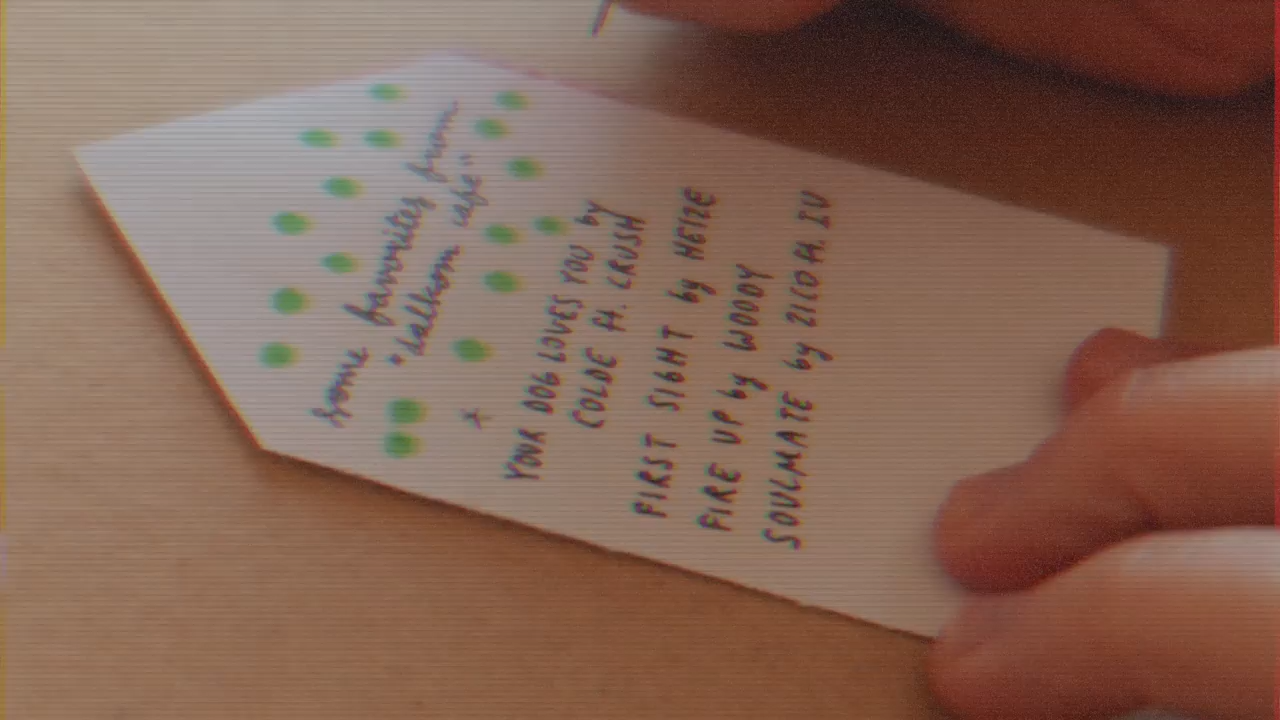 some favorites from
"dalkom cafe"
*
YOUR DOG LOVES YOU by
COLDE ft. CRUSH
FIRST SIGHT by HEIZE
FIRE UP by WOODY
SOULMATE by ZICO ft. IU